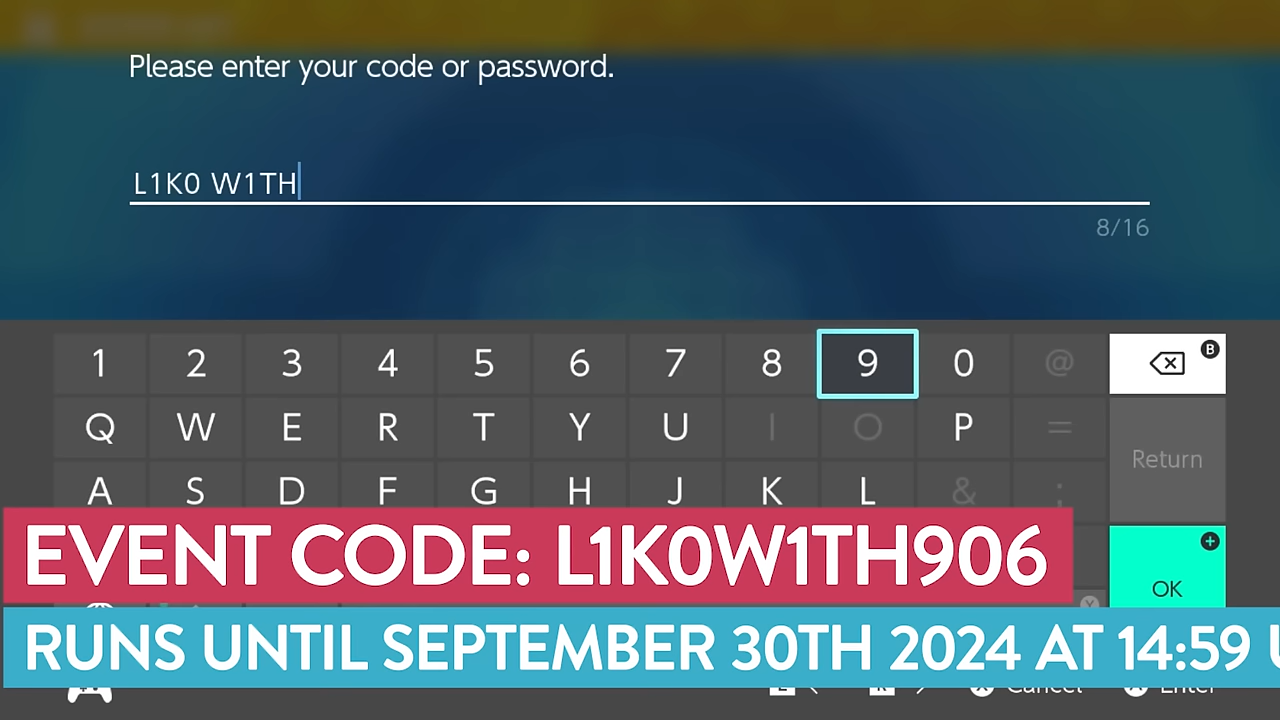 Please enter your code or password.
L1K0 W1TH
8/16
1 2 3 4 5 6 7 8 9 0 @ B
Q W E R T Y U I O P = Return
A S D F G H J K L & ;
EVENT CODE: L1K0W1TH906
+
OK
Y
RUNS UNTIL SEPTEMBER 30TH 2024 AT 14:59 U
Cancel Enter